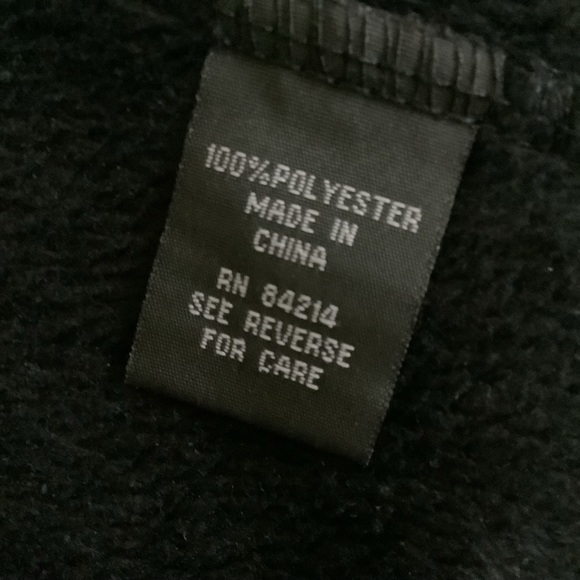 100%POLYESTER
MADE IN
CHINA
RN 84214
SEE REVERSE
FOR CARE